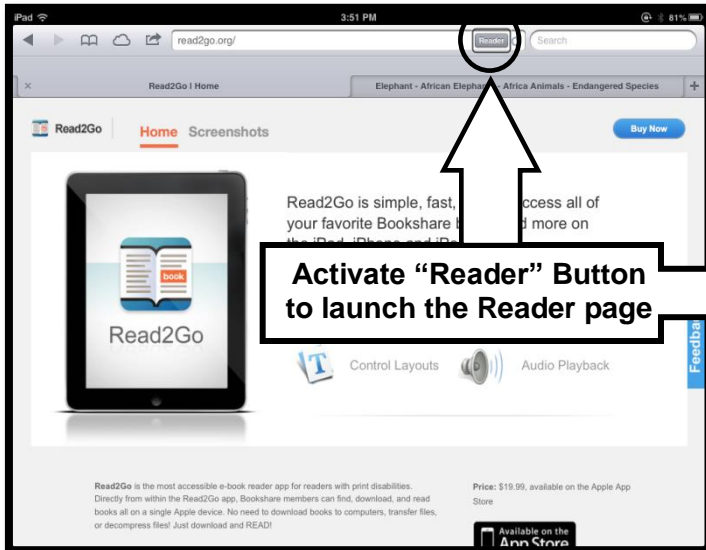 iPad 3:51 PM 81%
read2go.org/ Reader Search
Read2Go | Home Elephant - African Elephant - Africa Animals - Endangered Species
Read2Go Home Screenshots Buy Now
Read2Go is simple, fast, ccess all of
your favorite Bookshare d more on
the iPad, iPhone and
Activate “Reader” Button
to launch the Reader page
book
Read2Go
Control Layouts Audio Playback
Feedba
Read2Go is the most accessible e-book reader app for readers with print disabilities.
Directly from within the Read2Go app, Bookshare members can find, download, and read
books all on a single Apple device. No need to download books to computers, transfer files,
or decompress files! Just download and READ!
Price: $19.99, available on the Apple App
Store
Available on the
App Store